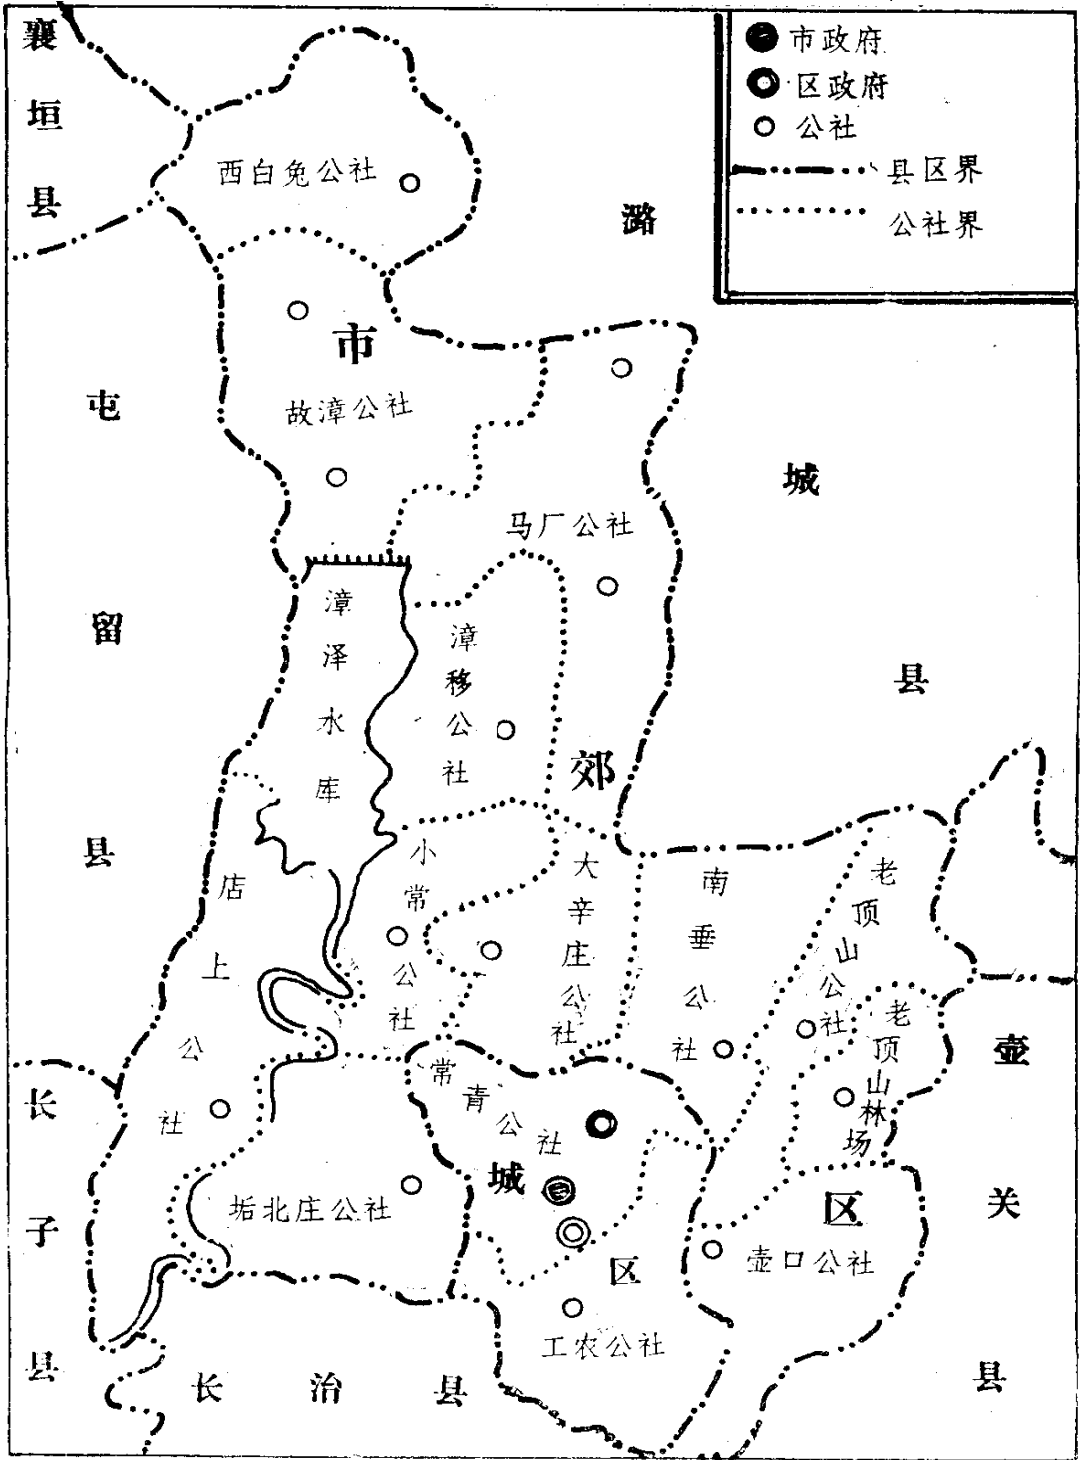 襄垣县
市政府
区政府
公社
县区界
公社界
西白兔公社
潞城县
市郊区
故漳公社
屯留县
马厂公社
漳泽水库
漳移公社
小常公社
大辛庄公社
南垂公社
老顶山公社
老顶山林场
店上公社
壶关县
长子县
常青公社
城区
垢北庄公社
壶口公社
工农公社
长治县